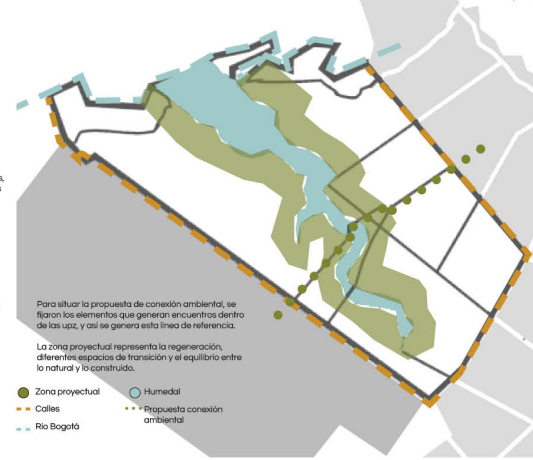 s,
Para situar la propuesta de conexión ambiental, se
fijaron los elementos que generan encuentros dentro
de las upz, y asi se genera esta línea de referencia.
La zona proyectual representa la regeneración,
diferentes espacios de transición y el equilibrio entre
lo natural y lo construido.
Zona proyectual
Humedal
Calles
Propuesta conexión
ambiental
Río Bogotá